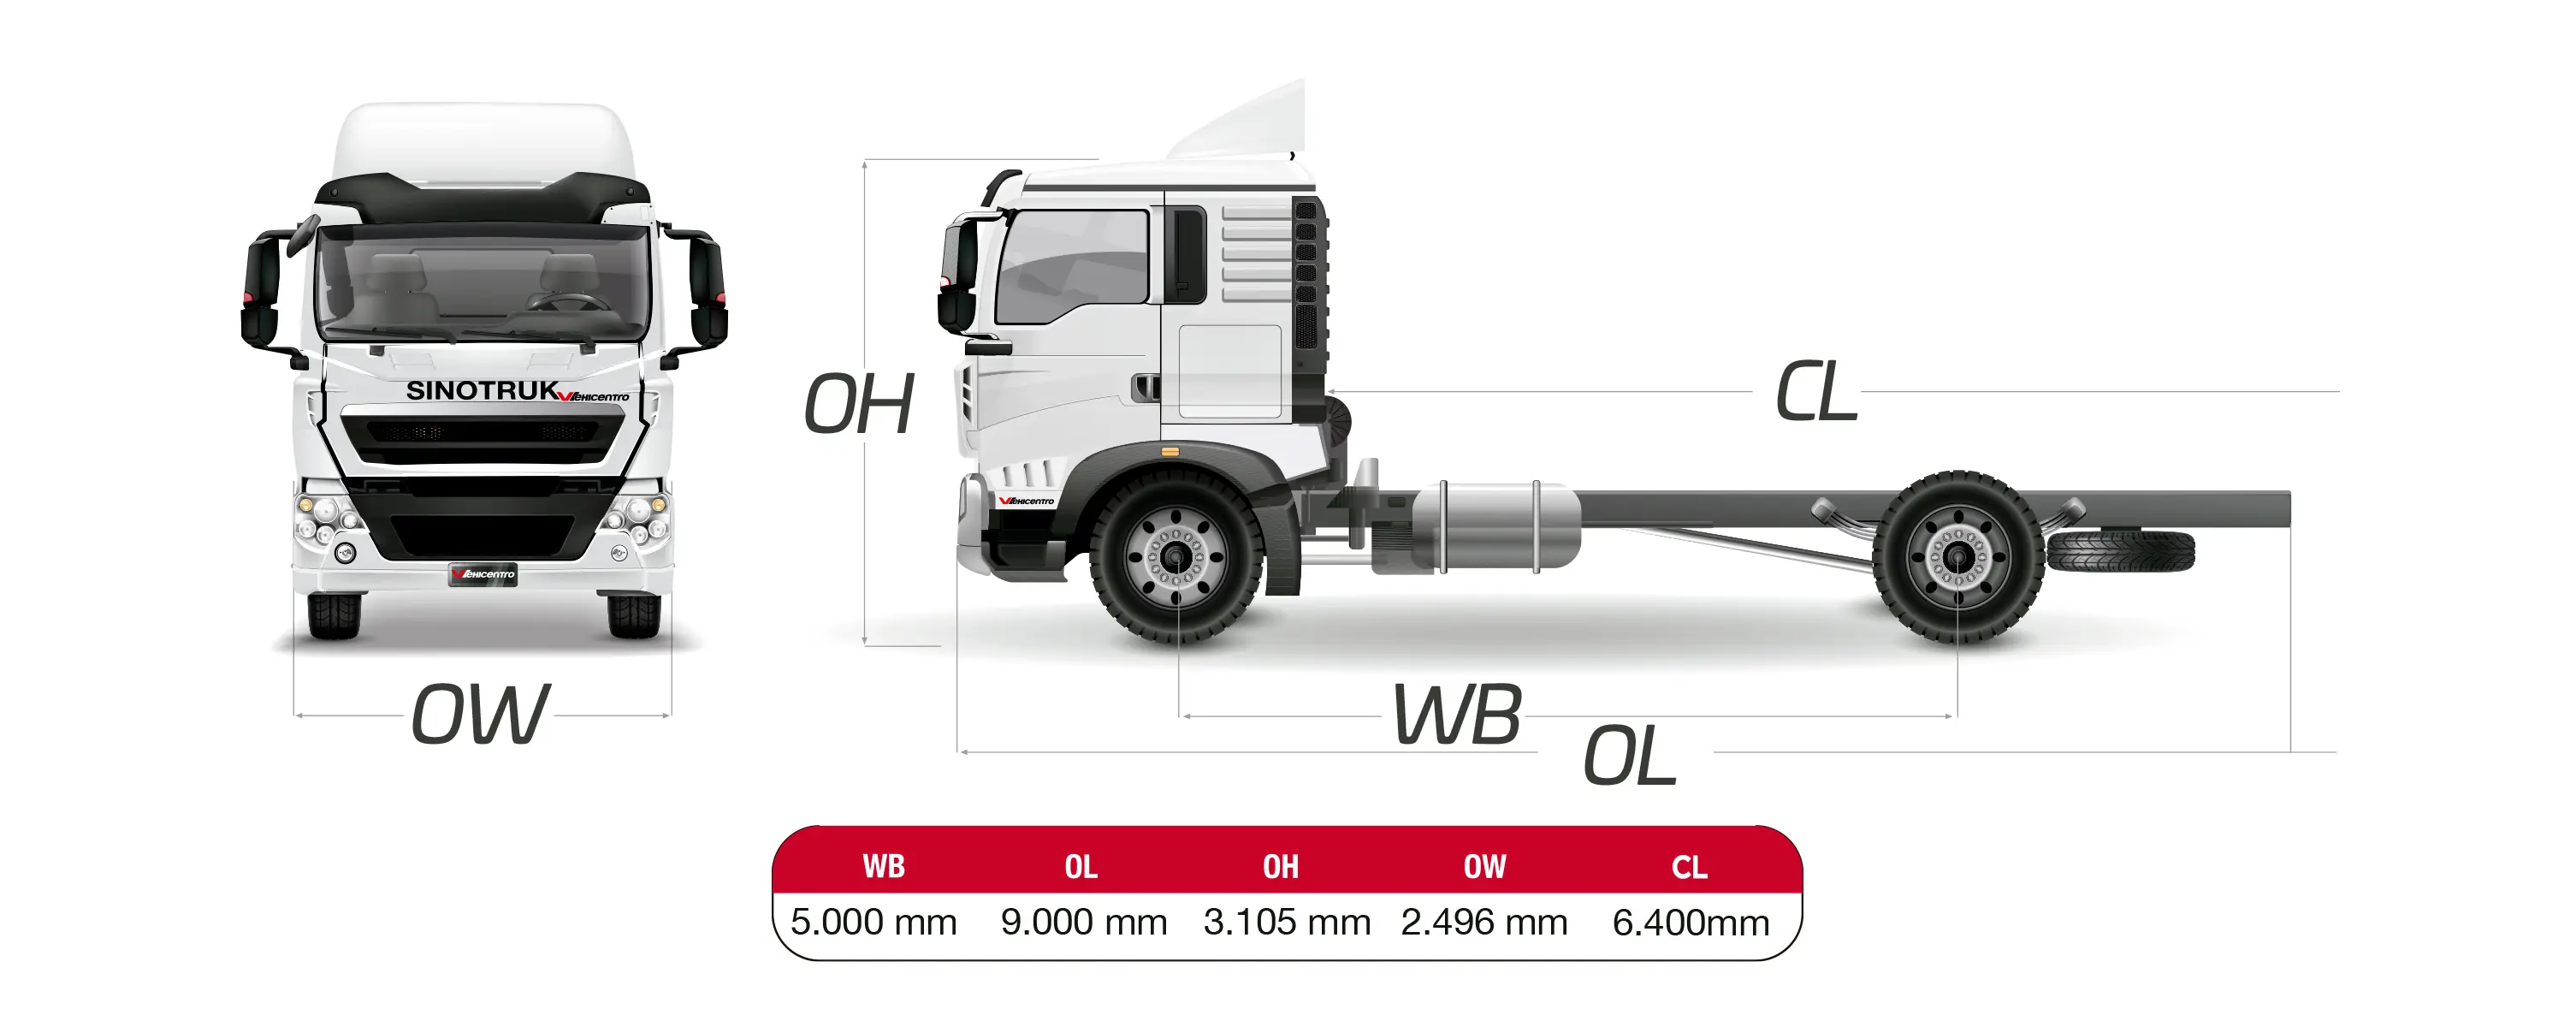 SINOTRUK VEHICENTRO
VEHICENTRO
OW
OH
CL
VEHICENTRO
WB
OL
WB OL OH OW CL
5.000 mm 9.000 mm 3.105 mm 2.496 mm 6.400mm